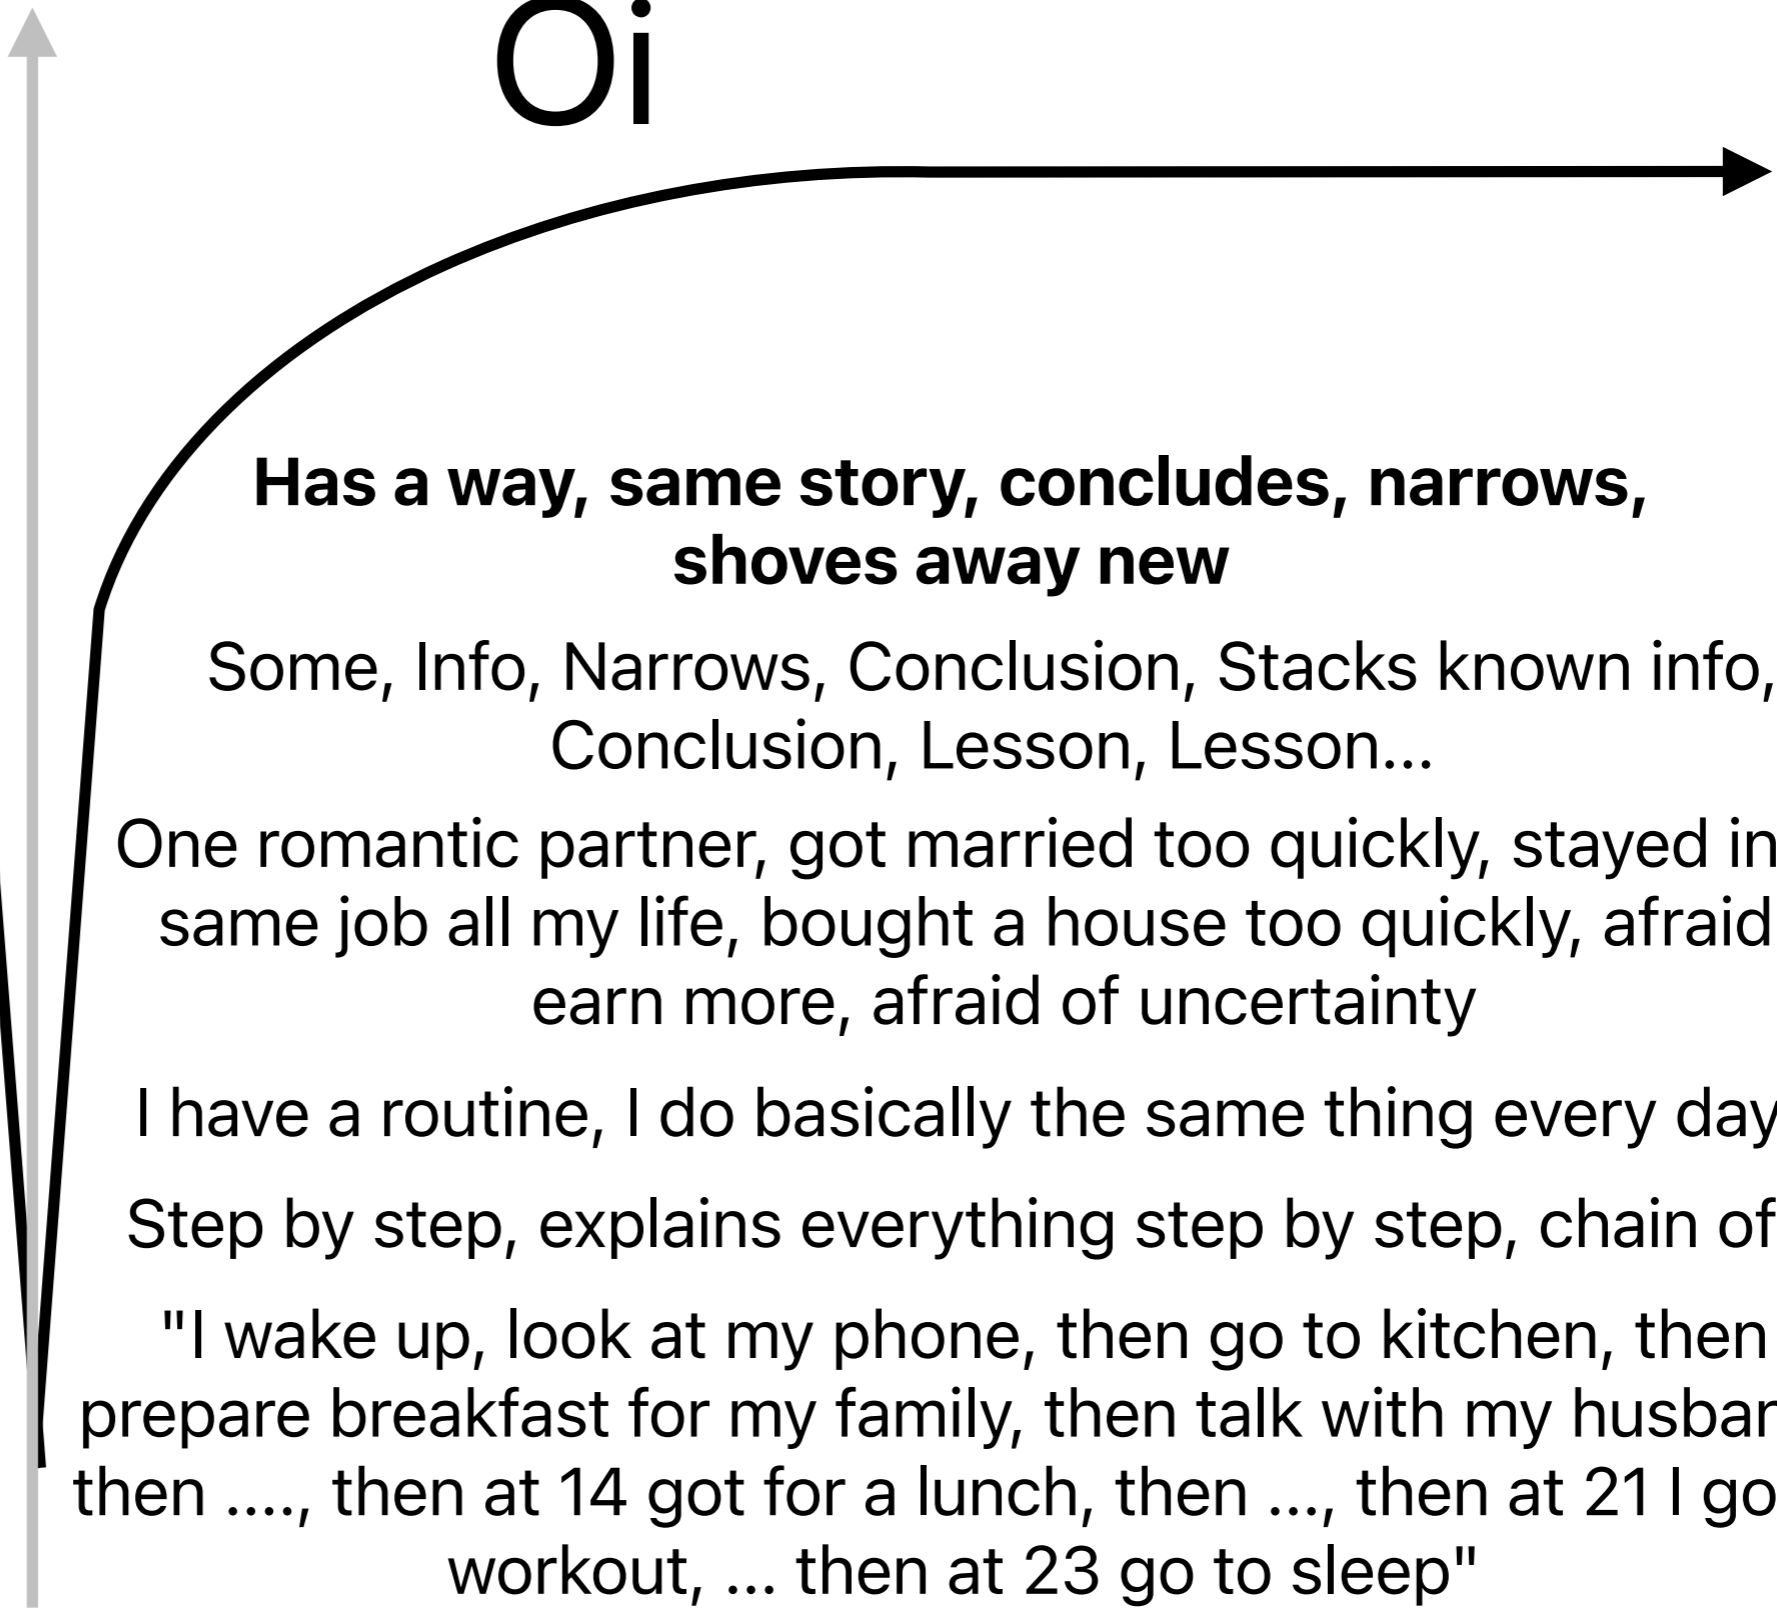 Oi
Has a way, same story, concludes, narrows,
shoves away new
Some, Info, Narrows, Conclusion, Stacks known info,
Conclusion, Lesson, Lesson...
One romantic partner, got married too quickly, stayed in
same job all my life, bought a house too quickly, afraid
earn more, afraid of uncertainty
I have a routine, I do basically the same thing every day
Step by step, explains everything step by step, chain of
"I wake up, look at my phone, then go to kitchen, then
prepare breakfast for my family, then talk with my
then ...., then at 14 got for a lunch, then ..., then at 21 I go
workout, ... then at 23 go to sleep"